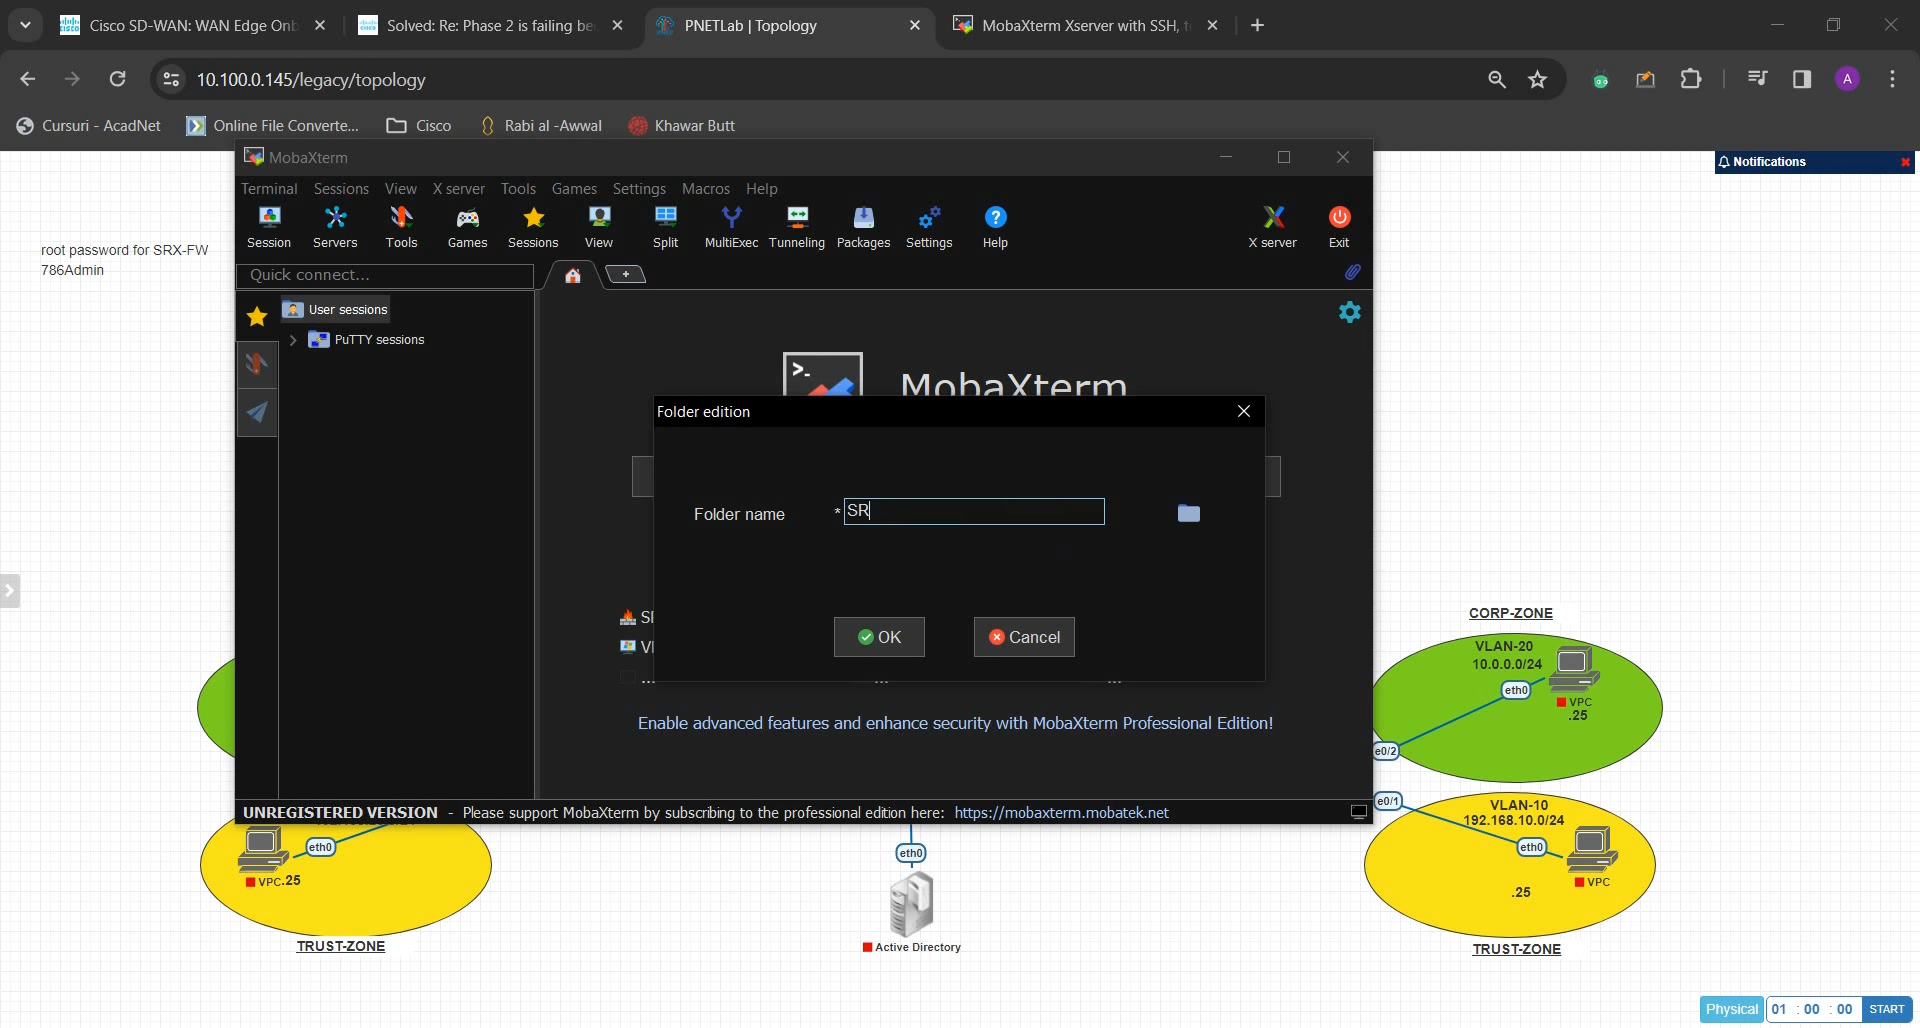 Cisco SD-WAN: WAN Edge Onb
Solved: Re: Phase 2 is failing be
PNETLab | Topology
MobaXterm Xserver with SSH, t
10.100.0.145/legacy/topology
A
Cursuri - AcadNet
Online File Converte...
Cisco
Rabi al -Awwal
Khawar Butt
MobaXterm
Notifications
Terminal Sessions View X server Tools Games Settings Macros Help
Session Servers Tools Games Sessions View Split MultiExec Tunneling Packages Settings Help X server Exit
root password for SRX-FW
786Admin
Quick connect...
User sessions
PuTTY sessions
MobaXterm
Folder edition
Folder name * SR
OK
Cancel
...
...
...
Enable advanced features and enhance security with MobaXterm Professional Edition!
UNREGISTERED VERSION - Please support MobaXterm by subscribing to the professional edition here: https://mobaxterm.mobatek.net
CORP-ZONE
VLAN-20
10.0.0.0/24
eth0
VPC
.25
e0/2
e0/1
VLAN-10
192.168.10.0/24
eth0
VPC
.25
TRUST-ZONE
eth0
VPC.25
TRUST-ZONE
eth0
Active Directory
Physical 01 : 00 : 00 START